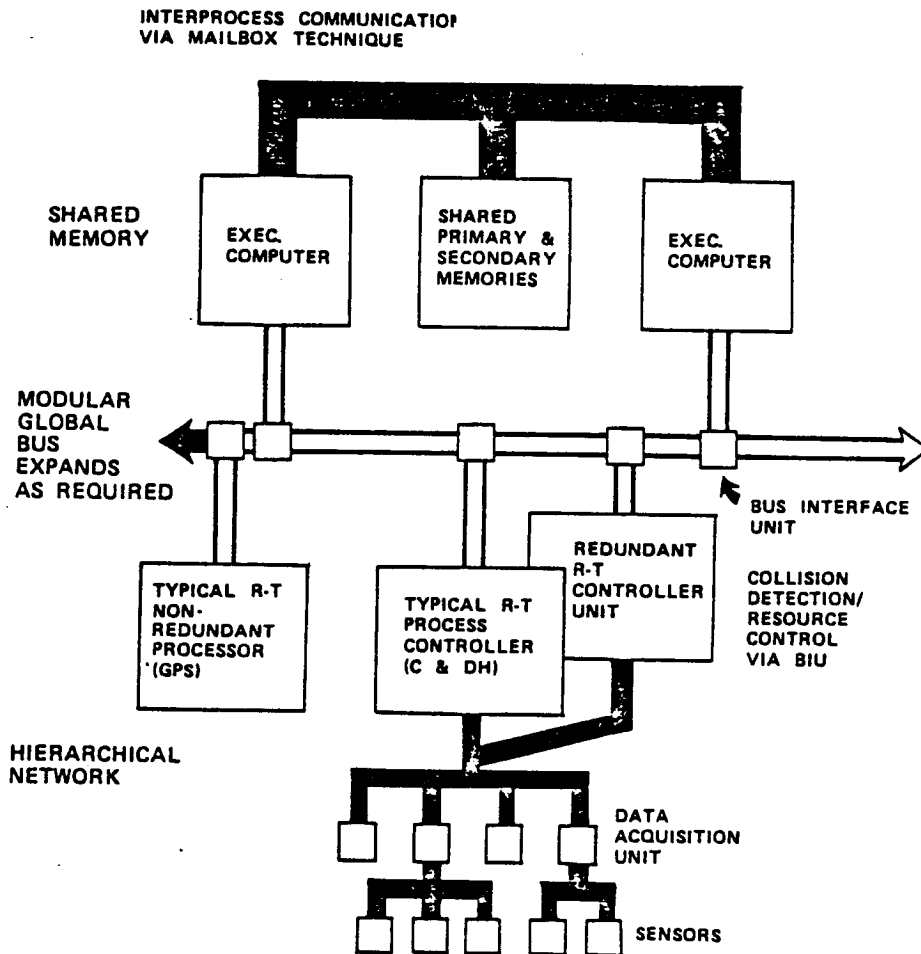 INTERPROCESS COMMUNICATION
VIA MAILBOX TECHNIQUE
SHARED
MEMORY
EXEC.
COMPUTER
SHARED
PRIMARY &
SECONDARY
MEMORIES
EXEC.
COMPUTER
MODULAR
GLOBAL
BUS
EXPANDS
AS REQUIRED
BUS INTERFACE
UNIT
TYPICAL R-T
NON-
REDUNDANT
PROCESSOR
(GPS)
TYPICAL R-T
PROCESS
CONTROLLER
(C & DH)
REDUNDANT
R-T
CONTROLLER
UNIT
COLLISION
DETECTION/
RESOURCE
CONTROL
VIA BIU
HIERARCHICAL
NETWORK
DATA
ACQUISITION
UNIT
SENSORS